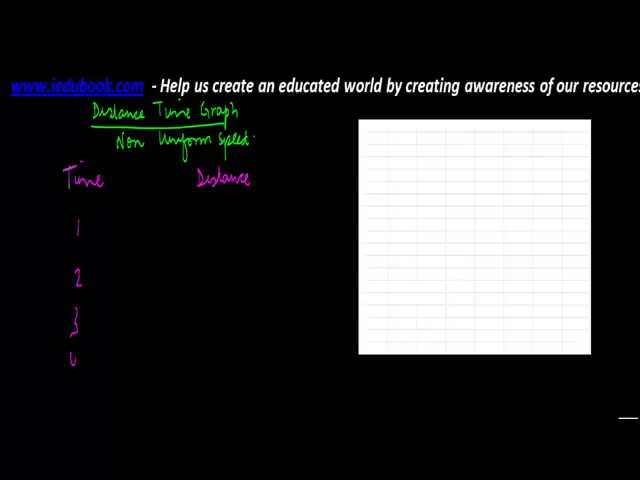 www.iedubook.com - Help us create an educated world by creating awareness of our resources
Distance Time Graph
Non Uniform Speed.
Time Distance
1
2
3